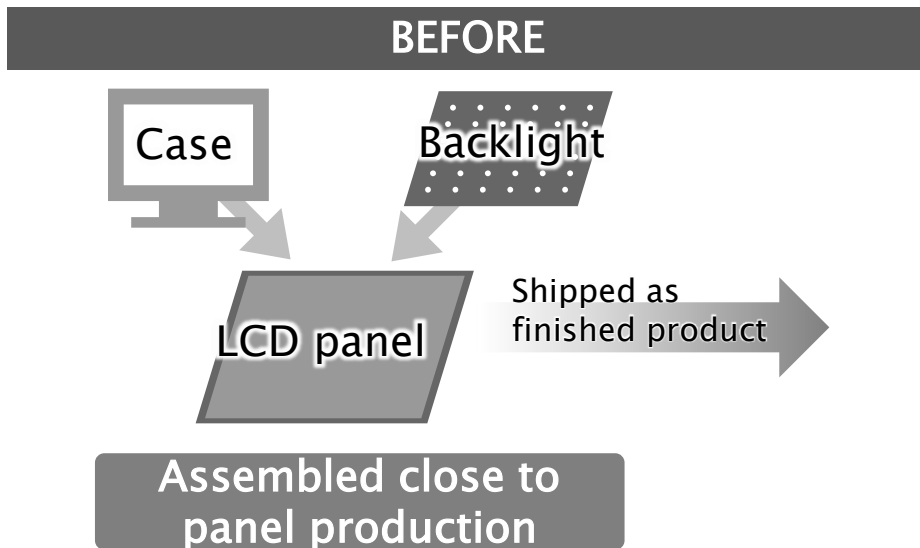 BEFORE
Case
Backlight
LCD panel
Shipped as
finished product
Assembled close to
panel production